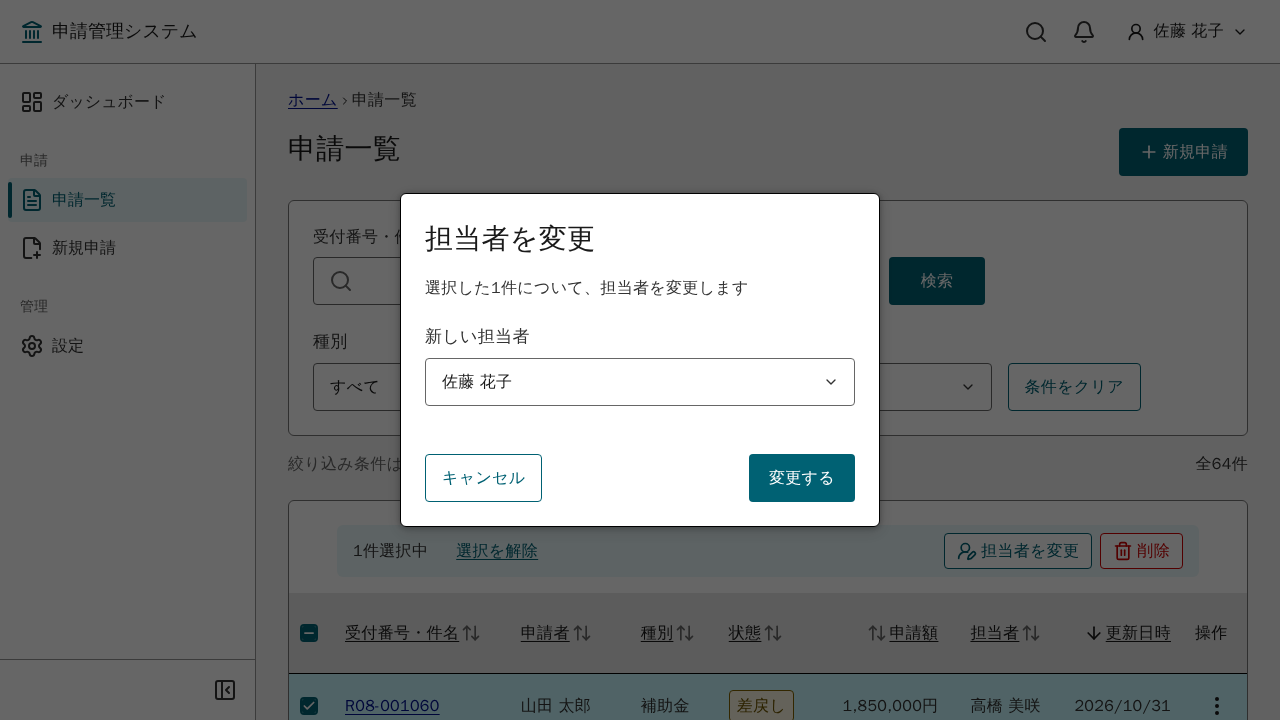 申請管理システム
佐藤 花子
ダッシュボード
申請
申請一覧
新規申請
管理
設定
ホーム › 申請一覧
申請一覧
新規申請
受付番号・
検索
種別
すべて
条件をクリア
絞り込み条件は
全64件
担当者を変更
選択した1件について、担当者を変更します
新しい担当者
佐藤 花子
キャンセル
変更する
1件選択中 選択を解除 担当者を変更 削除
受付番号・件名 申請者 種別 状態 申請額 担当者 更新日時 操作
R08-001060 山田 太郎 補助金 差戻し 1,850,000円 高橋 美咲 2026/10/31